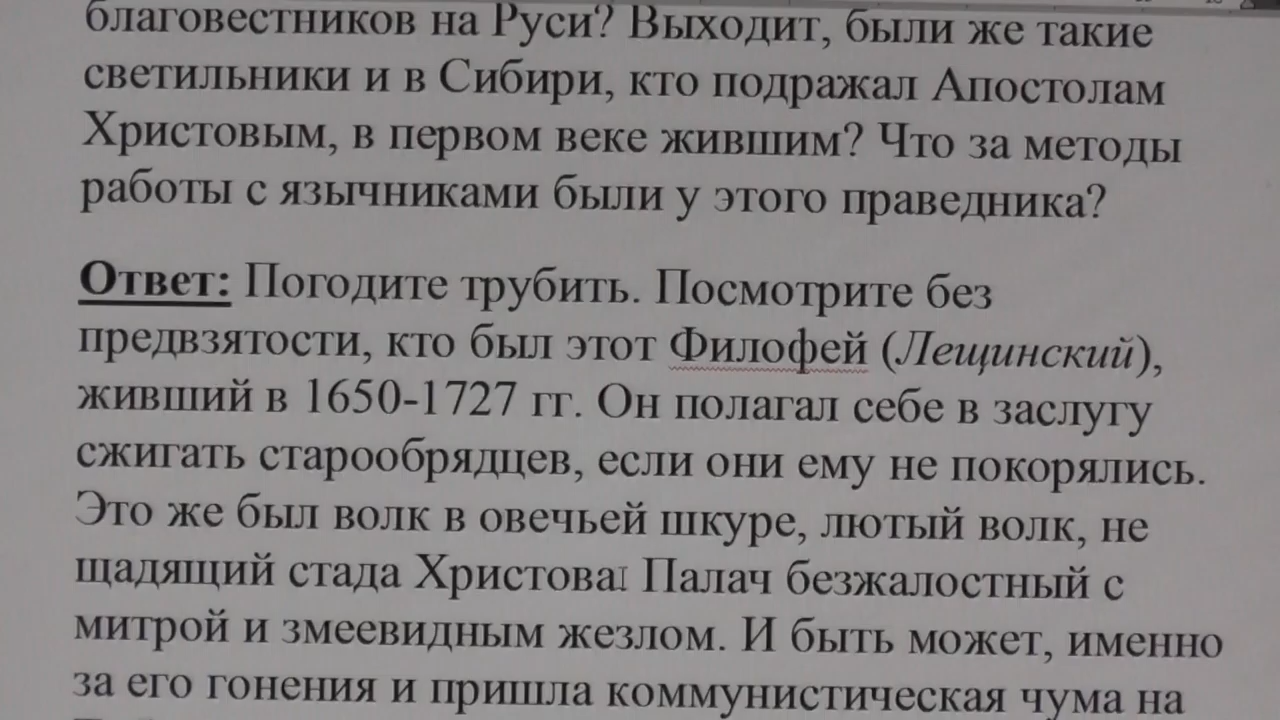 благовестников на Руси? Выходит, были же такие
светильники и в Сибири, кто подражал Апостолам
Христовым, в первом веке жившим? Что за методы
работы с язычниками были у этого праведника?
Ответ: Погодите трубить. Посмотрите без
предвзятости, кто был этот Филофей (Лещинский),
живший в 1650-1727 гг. Он полагал себе в заслугу
сжигать старообрядцев, если они ему не покорялись.
Это же был волк в овечьей шкуре, лютый волк, не
щадящий стада Христова. Палач безжалостный с
митрой и змеевидным жезлом. И быть может, именно
за его гонения и пришла коммунистическая чума на